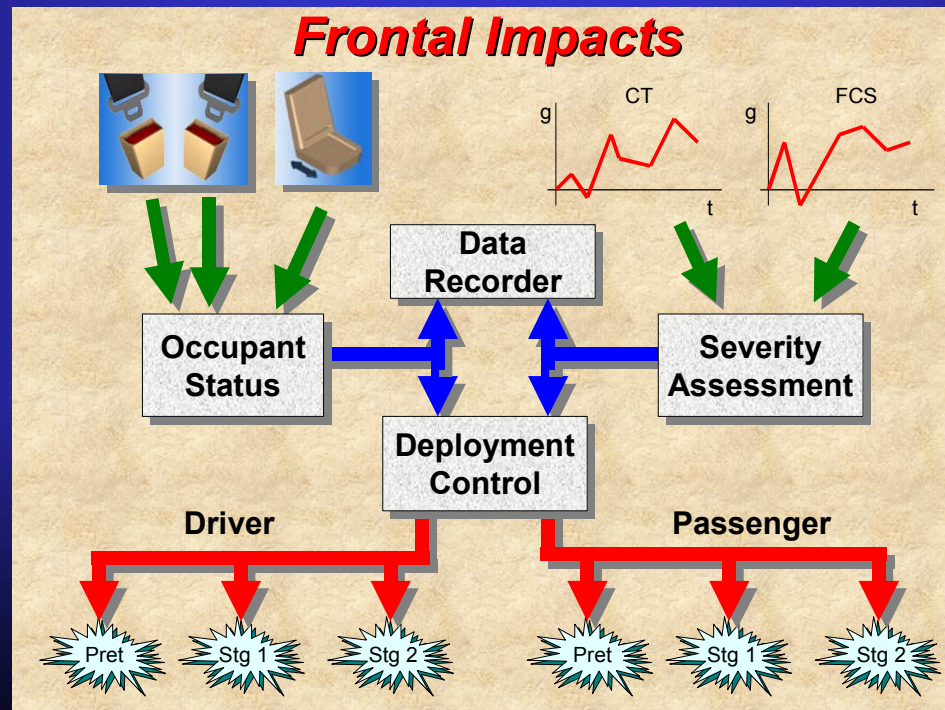 Frontal Impacts
g
CT
t
g
FCS
t
Data
Recorder
Occupant
Status
Severity
Assessment
Deployment
Control
Driver
Passenger
Pret
Stg 1
Stg 2
Pret
Stg 1
Stg 2